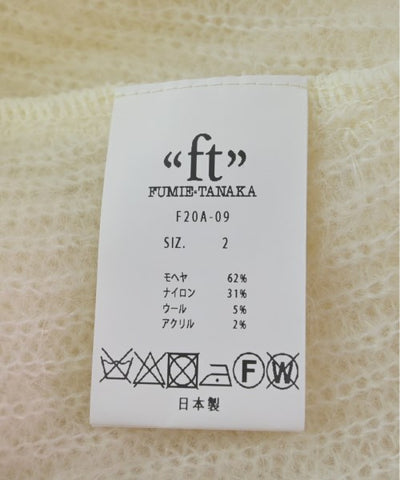 “ft”
FUMIE=TANAKA
F20A-09
SIZ. 2
モヘヤ 62%
ナイロン 31%
ウール 5%
アクリル 2%
F W
日本製